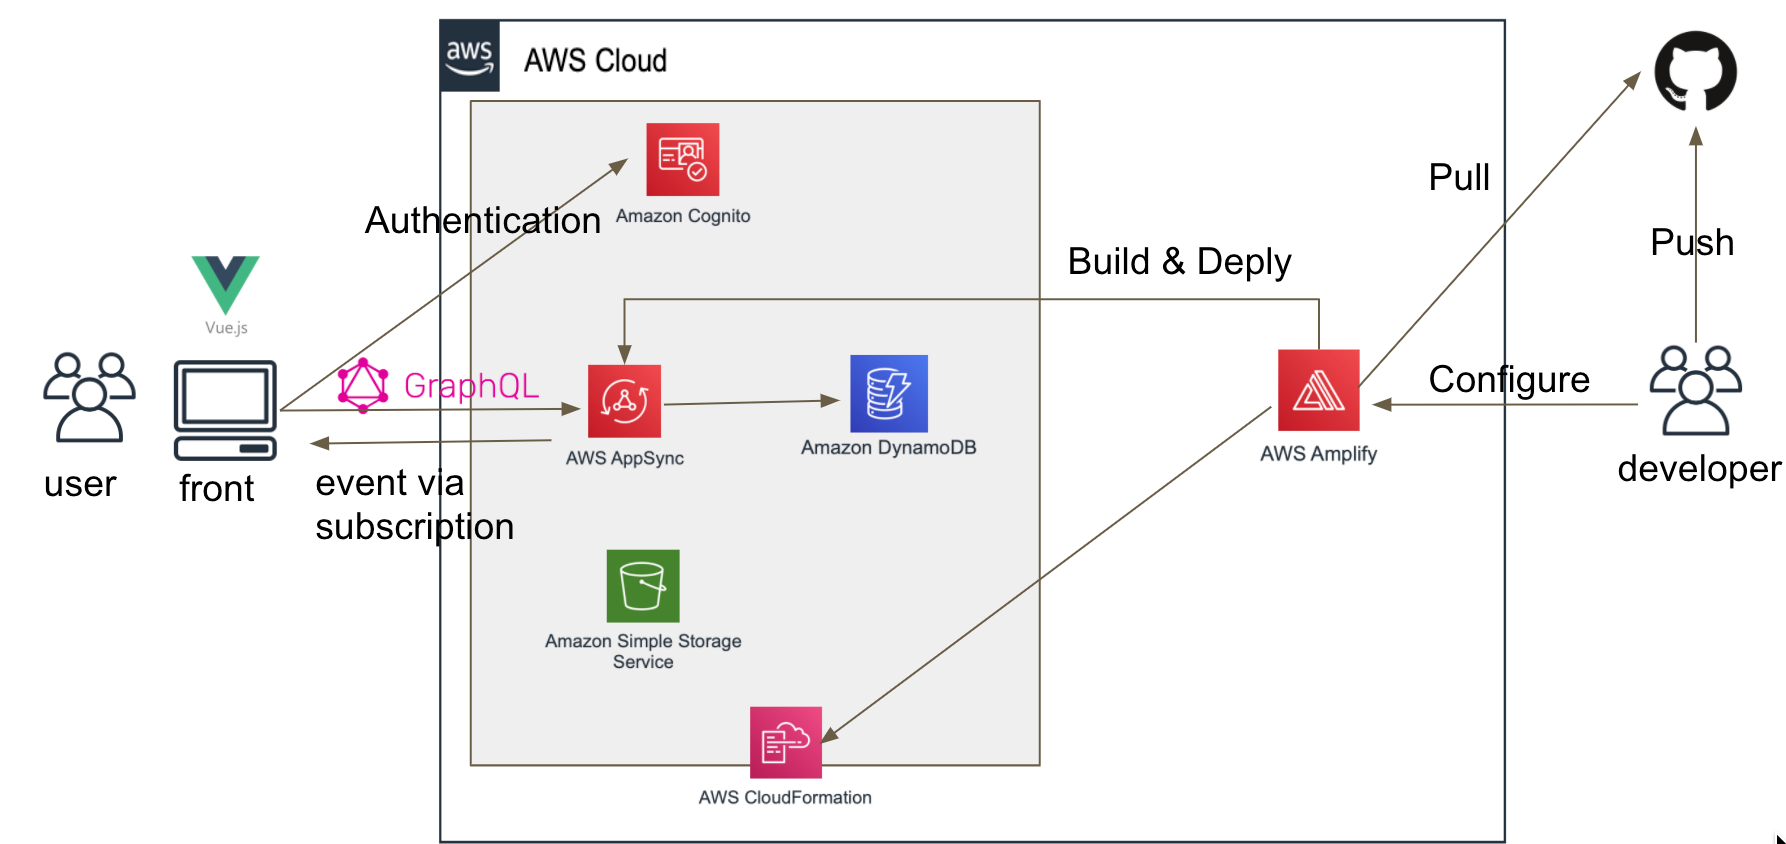 aws
AWS Cloud
Amazon Cognito
Authentication
Pull
Push
Build & Deply
Vue.js
GraphQL
Configure
AWS AppSync
Amazon DynamoDB
AWS Amplify
user
front
event via
subscription
developer
Amazon Simple Storage
Service
AWS CloudFormation